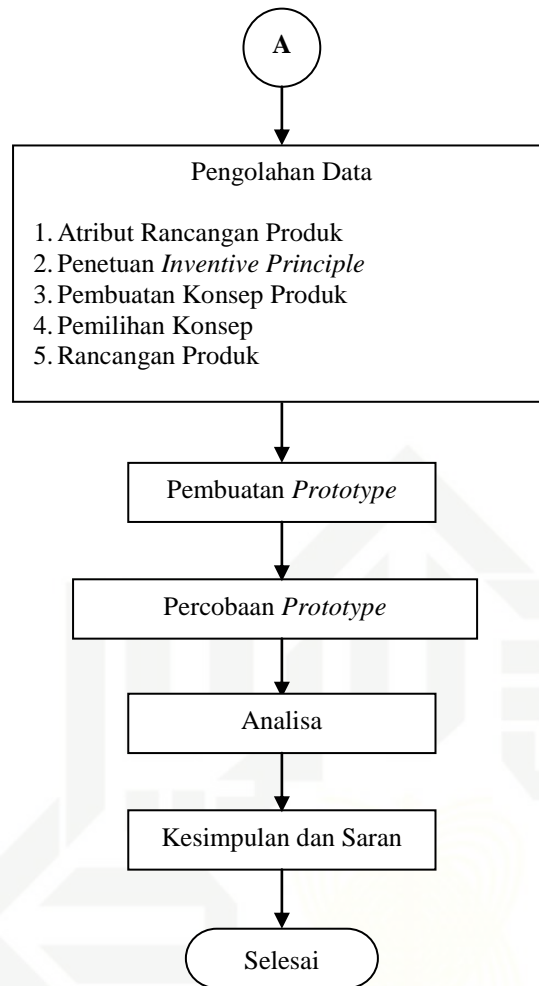 A
Pengolahan Data
1. Atribut Rancangan Produk
2. Penetuan Inventive Principle
3. Pembuatan Konsep Produk
4. Pemilihan Konsep
5. Rancangan Produk
Pembuatan Prototype
Percobaan Prototype
Analisa
Kesimpulan dan Saran
Selesai